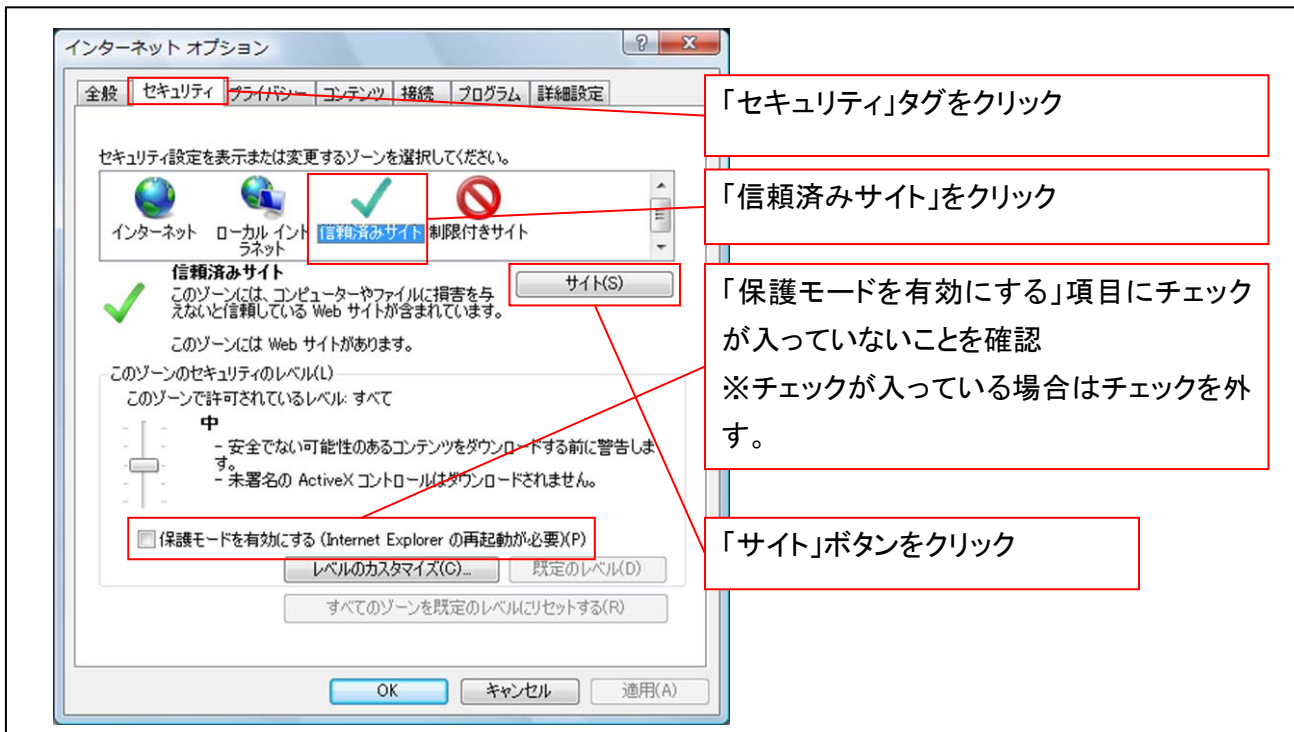 インターネット オプション
全般 セキュリティ プライバシー コンテンツ 接続 プログラム 詳細設定
セキュリティ設定を表示または変更するゾーンを選択してください。
インターネット
ローカル イント
ラネット
信頼済みサイト
制限付きサイト
信頼済みサイト
このゾーンには、コンピューターやファイルに損害を与
えないと信頼している Web サイトが含まれています。
このゾーンには Web サイトがあります。
サイト(S)
このゾーンのセキュリティのレベル(L)
このゾーンで許可されているレベル: すべて
中
- 安全でない可能性のあるコンテンツをダウンロードする前に警告しま
す。
- 未署名の ActiveX コントロールはダウンロードされません。
保護モードを有効にする (Internet Explorer の再起動が必要)(P)
レベルのカスタマイズ(C)... 既定のレベル(D)
すべてのゾーンを既定のレベルにリセットする(R)
OK キャンセル 適用(A)
「セキュリティ」タグをクリック
「信頼済みサイト」をクリック
「保護モードを有効にする」項目にチェック
が入っていないことを確認
※チェックが入っている場合はチェックを外
す。
「サイト」ボタンをクリック